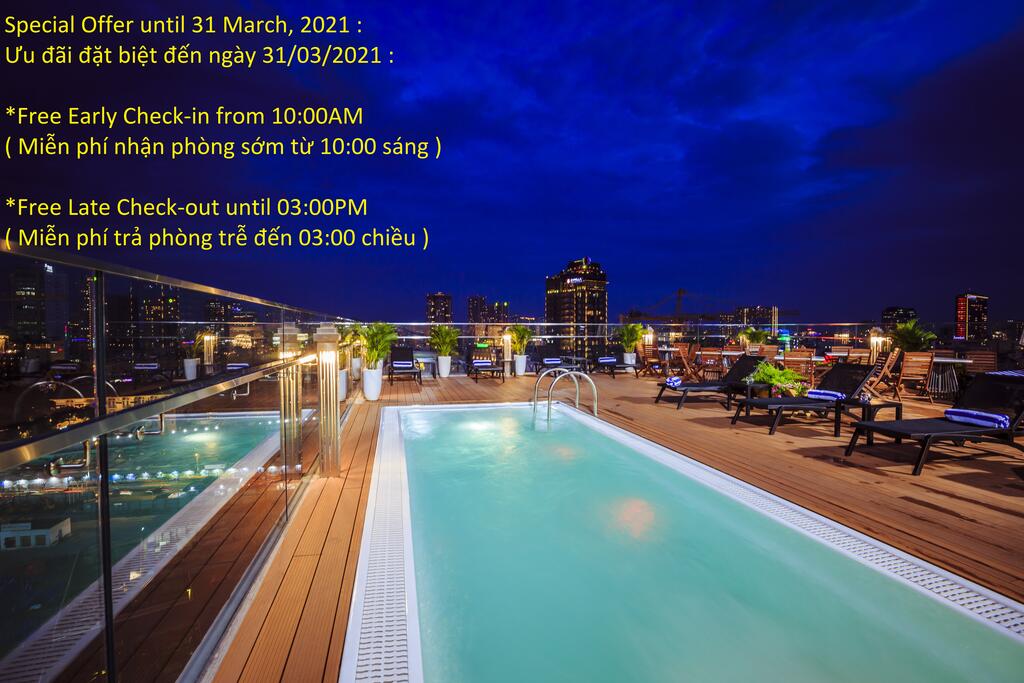 Special Offer until 31 March, 2021 :
Ưu đãi đặt biệt đến ngày 31/03/2021 :
*Free Early Check-in from 10:00AM
( Miễn phí nhận phòng sớm từ 10:00 sáng )
*Free Late Check-out until 03:00PM
( Miễn phí trả phòng trễ đến 03:00 chiều )